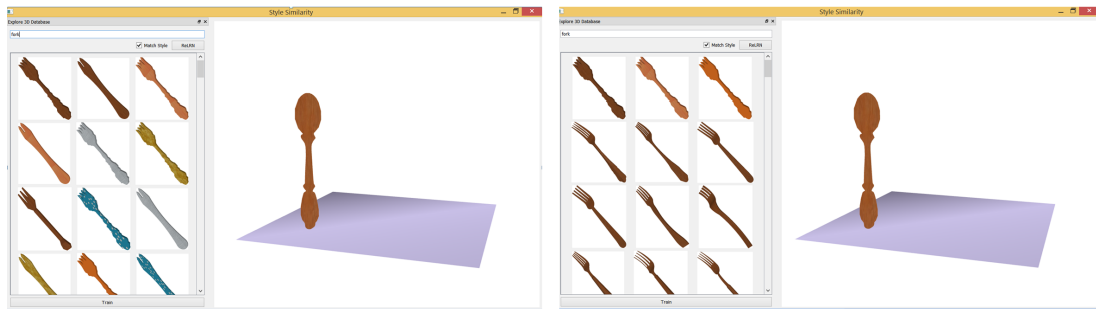 Style Similarity
Explore 3D Database
fork
Match Style
ReLRN
Train
Style Similarity
Explore 3D Database
fork
Match Style
ReLRN
Train